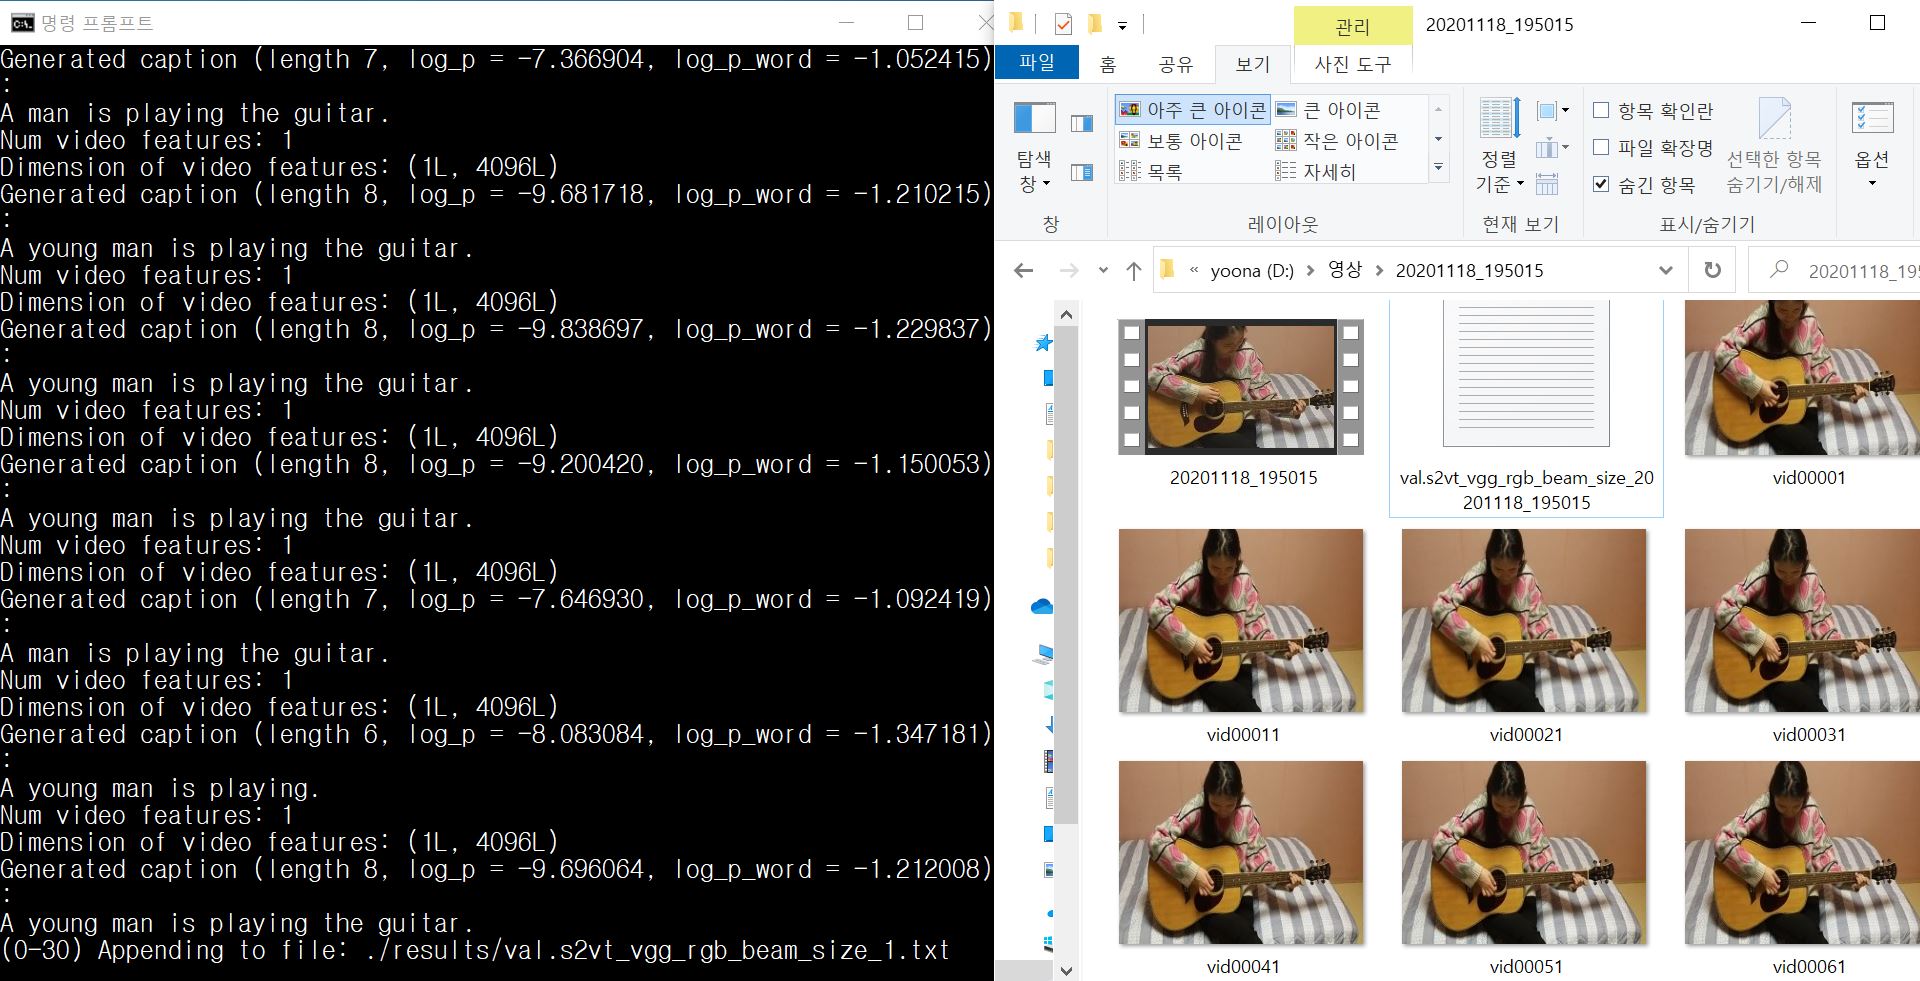 명령 프롬프트
Generated caption (length 7, log_p = -7.366904, log_p_word = -1.052415)
:
A man is playing the guitar.
Num video features: 1
Dimension of video features: (1L, 4096L)
Generated caption (length 8, log_p = -9.681718, log_p_word = -1.210215)
:
A young man is playing the guitar.
Num video features: 1
Dimension of video features: (1L, 4096L)
Generated caption (length 8, log_p = -9.838697, log_p_word = -1.229837)
:
A young man is playing the guitar.
Num video features: 1
Dimension of video features: (1L, 4096L)
Generated caption (length 8, log_p = -9.200420, log_p_word = -1.150053)
:
A young man is playing the guitar.
Num video features: 1
Dimension of video features: (1L, 4096L)
Generated caption (length 7, log_p = -7.646930, log_p_word = -1.092419)
:
A man is playing the guitar.
Num video features: 1
Dimension of video features: (1L, 4096L)
Generated caption (length 6, log_p = -8.083084, log_p_word = -1.347181)
:
A young man is playing.
Num video features: 1
Dimension of video features: (1L, 4096L)
Generated caption (length 8, log_p = -9.696064, log_p_word = -1.212008)
:
A young man is playing the guitar.
(0-30) Appending to file: ./results/val.s2vt_vgg_rgb_beam_size_1.txt
관리 20201118_195015
파일 홈 공유 보기 사진 도구
아주 큰 아이콘 큰 아이콘
보통 아이콘 작은 아이콘
목록 자세히
탐색
창
정렬
기준
항목 확인란
파일 확장명
숨긴 항목
선택한 항목
숨기기/해제
옵션
창 레이아웃 현재 보기 표시/숨기기
« yoona (D:) 영상 20201118_195015
20201118_195
20201118_195015
val.s2vt_vgg_rgb_beam_size_20
201118_195015
vid00001
vid00011 vid00021 vid00031
vid00041 vid00051 vid00061